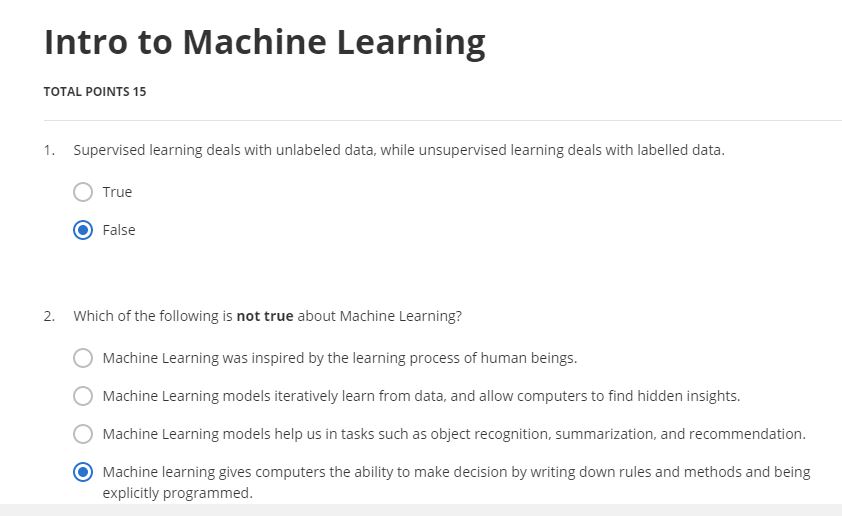 Intro to Machine Learning
TOTAL POINTS 15
1. Supervised learning deals with unlabeled data, while unsupervised learning deals with labelled data.
True
False
2. Which of the following is not true about Machine Learning?
Machine Learning was inspired by the learning process of human beings.
Machine Learning models iteratively learn from data, and allow computers to find hidden insights.
Machine Learning models help us in tasks such as object recognition, summarization, and recommendation.
Machine learning gives computers the ability to make decision by writing down rules and methods and being
explicitly programmed.